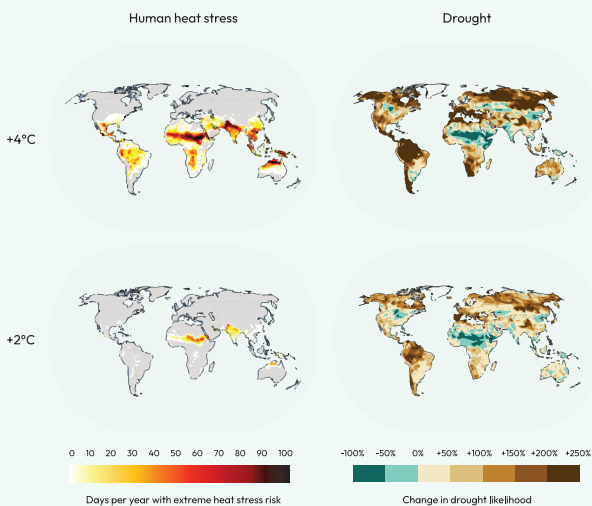 Human heat stress
Drought
+4°C
+2°C
0 10 20 30 40 50 60 70 80 90 100
-100% -50% 0% +50% +100% +150% +200% +250%
Days per year with extreme heat stress risk
Change in drought likelihood